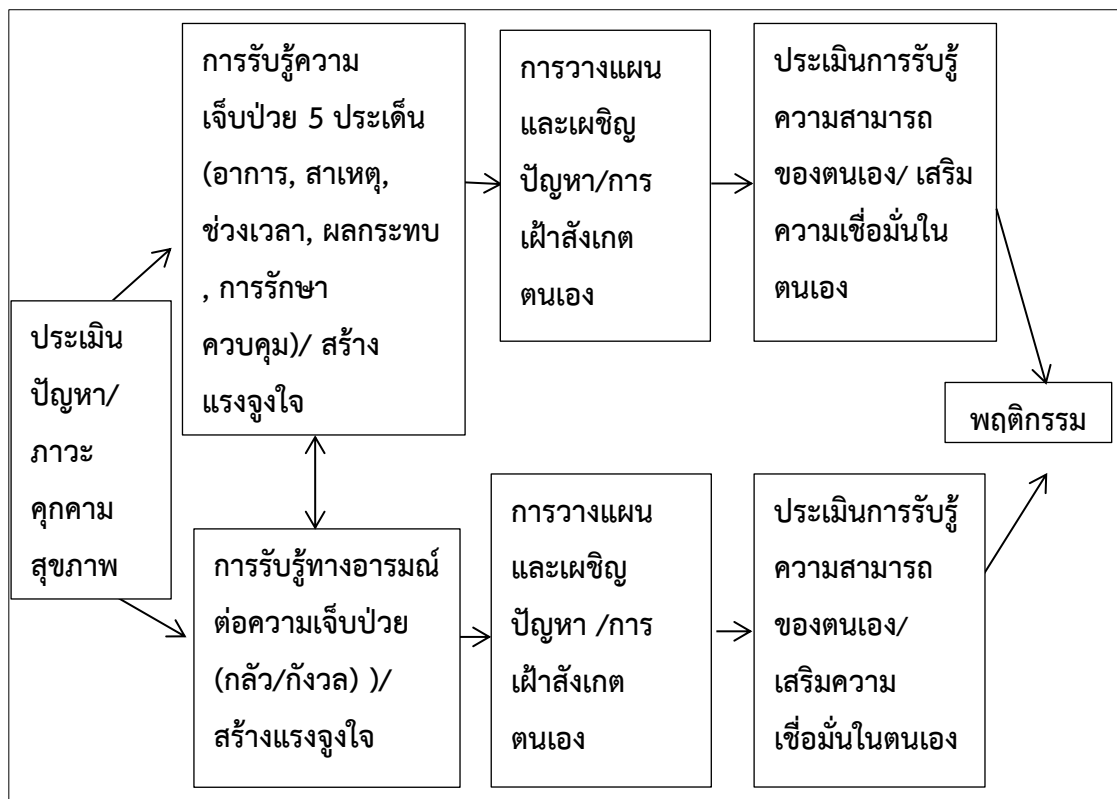 การรับรู้ความ
เจ็บป่วย 5 ประเด็น
(อาการ, สาเหตุ,
ช่วงเวลา, ผลกระทบ
, การรักษา
ควบคุม)/ สร้าง
แรงจูงใจ
การวางแผน
และเผชิญ
ปัญหา/การ
เฝ้าสังเกต
ตนเอง
ประเมินการรับรู้
ความสามารถ
ของตนเอง/ เสริม
ความเชื่อมั่นใน
ตนเอง
ประเมิน
ปัญหา/
ภาวะ
คุกคาม
สุขภาพ
พฤติกรรม
การรับรู้ทางอารมณ์
ต่อความเจ็บป่วย
(กลัว/กังวล) )/
สร้างแรงจูงใจ
การวางแผน
และเผชิญ
ปัญหา /การ
เฝ้าสังเกต
ตนเอง
ประเมินการรับรู้
ความสามารถ
ของตนเอง/
เสริมความ
เชื่อมั่นในตนเอง